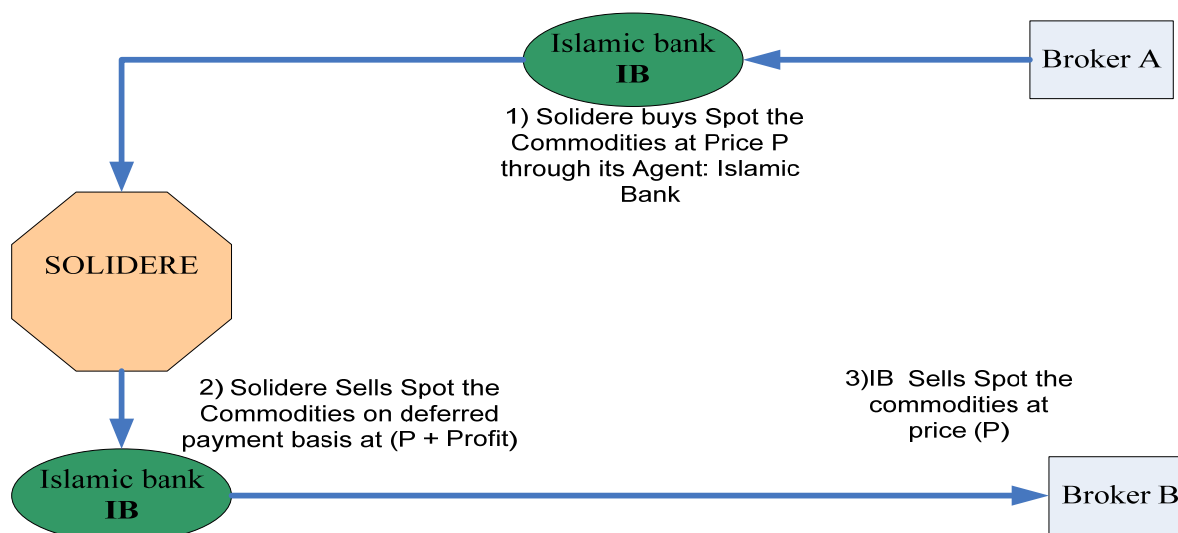 Islamic bank
IB
Broker A
1) Solidere buys Spot the
Commodities at Price P
through its Agent: Islamic
Bank
SOLIDERE
2) Solidere Sells Spot the
Commodities on deferred
payment basis at (P + Profit)
3)IB Sells Spot the
commodities at
price (P)
Islamic bank
IB
Broker B